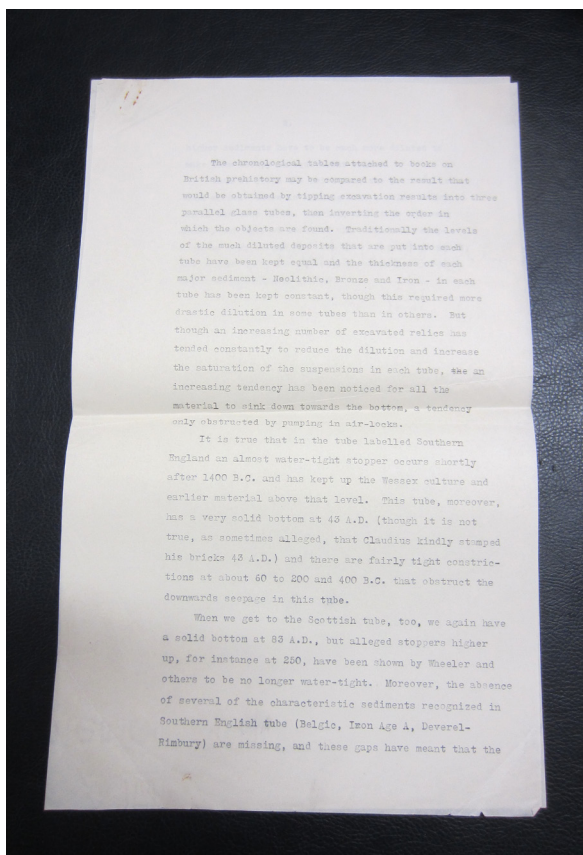 The chronological tables attached to books on
British prehistory may be compared to the result that
would be obtained by tipping excavation results into three
parallel glass tubes, then inverting the order in
which the objects are found. Traditionally the levels
of the much diluted deposits that are put into each
tube have been kept equal and the thickness of each
major sediment - Neolithic, Bronze and Iron - in each
tube has been kept constant, though this required more
drastic dilution in some tubes than in others. But
though an increasing number of excavated relics has
tended constantly to reduce the dilution and increase
the saturation of the suspensions in each tube, the an
increasing tendency has been noticed for all the
material to sink down towards the bottom, a tendency
only obstructed by pumping in air-locks.
It is true that in the tube labelled Southern
England an almost water-tight stopper occurs shortly
after 1400 B.C. and has kept up the Wessex culture and
earlier material above that level. This tube, moreover,
has a very solid bottom at 43 A.D. (though it is not
true, as sometimes alleged, that Claudius kindly stamped
his bricks 43 A.D.) and there are fairly tight constric-
tions at about 60 to 200 and 400 B.C. that obstruct the
downwards seepage in this tube.
When we get to the Scottish tube, too, we again have
a solid bottom at 83 A.D., but alleged stoppers higher
up, for instance at 250, have been shown by Wheeler and
others to be no longer water-tight. Moreover, the absence
of several of the characteristic sediments recognized in
Southern English tube (Belgic, Iron Age A, Deverel-
Rimbury) are missing, and these gaps have meant that the